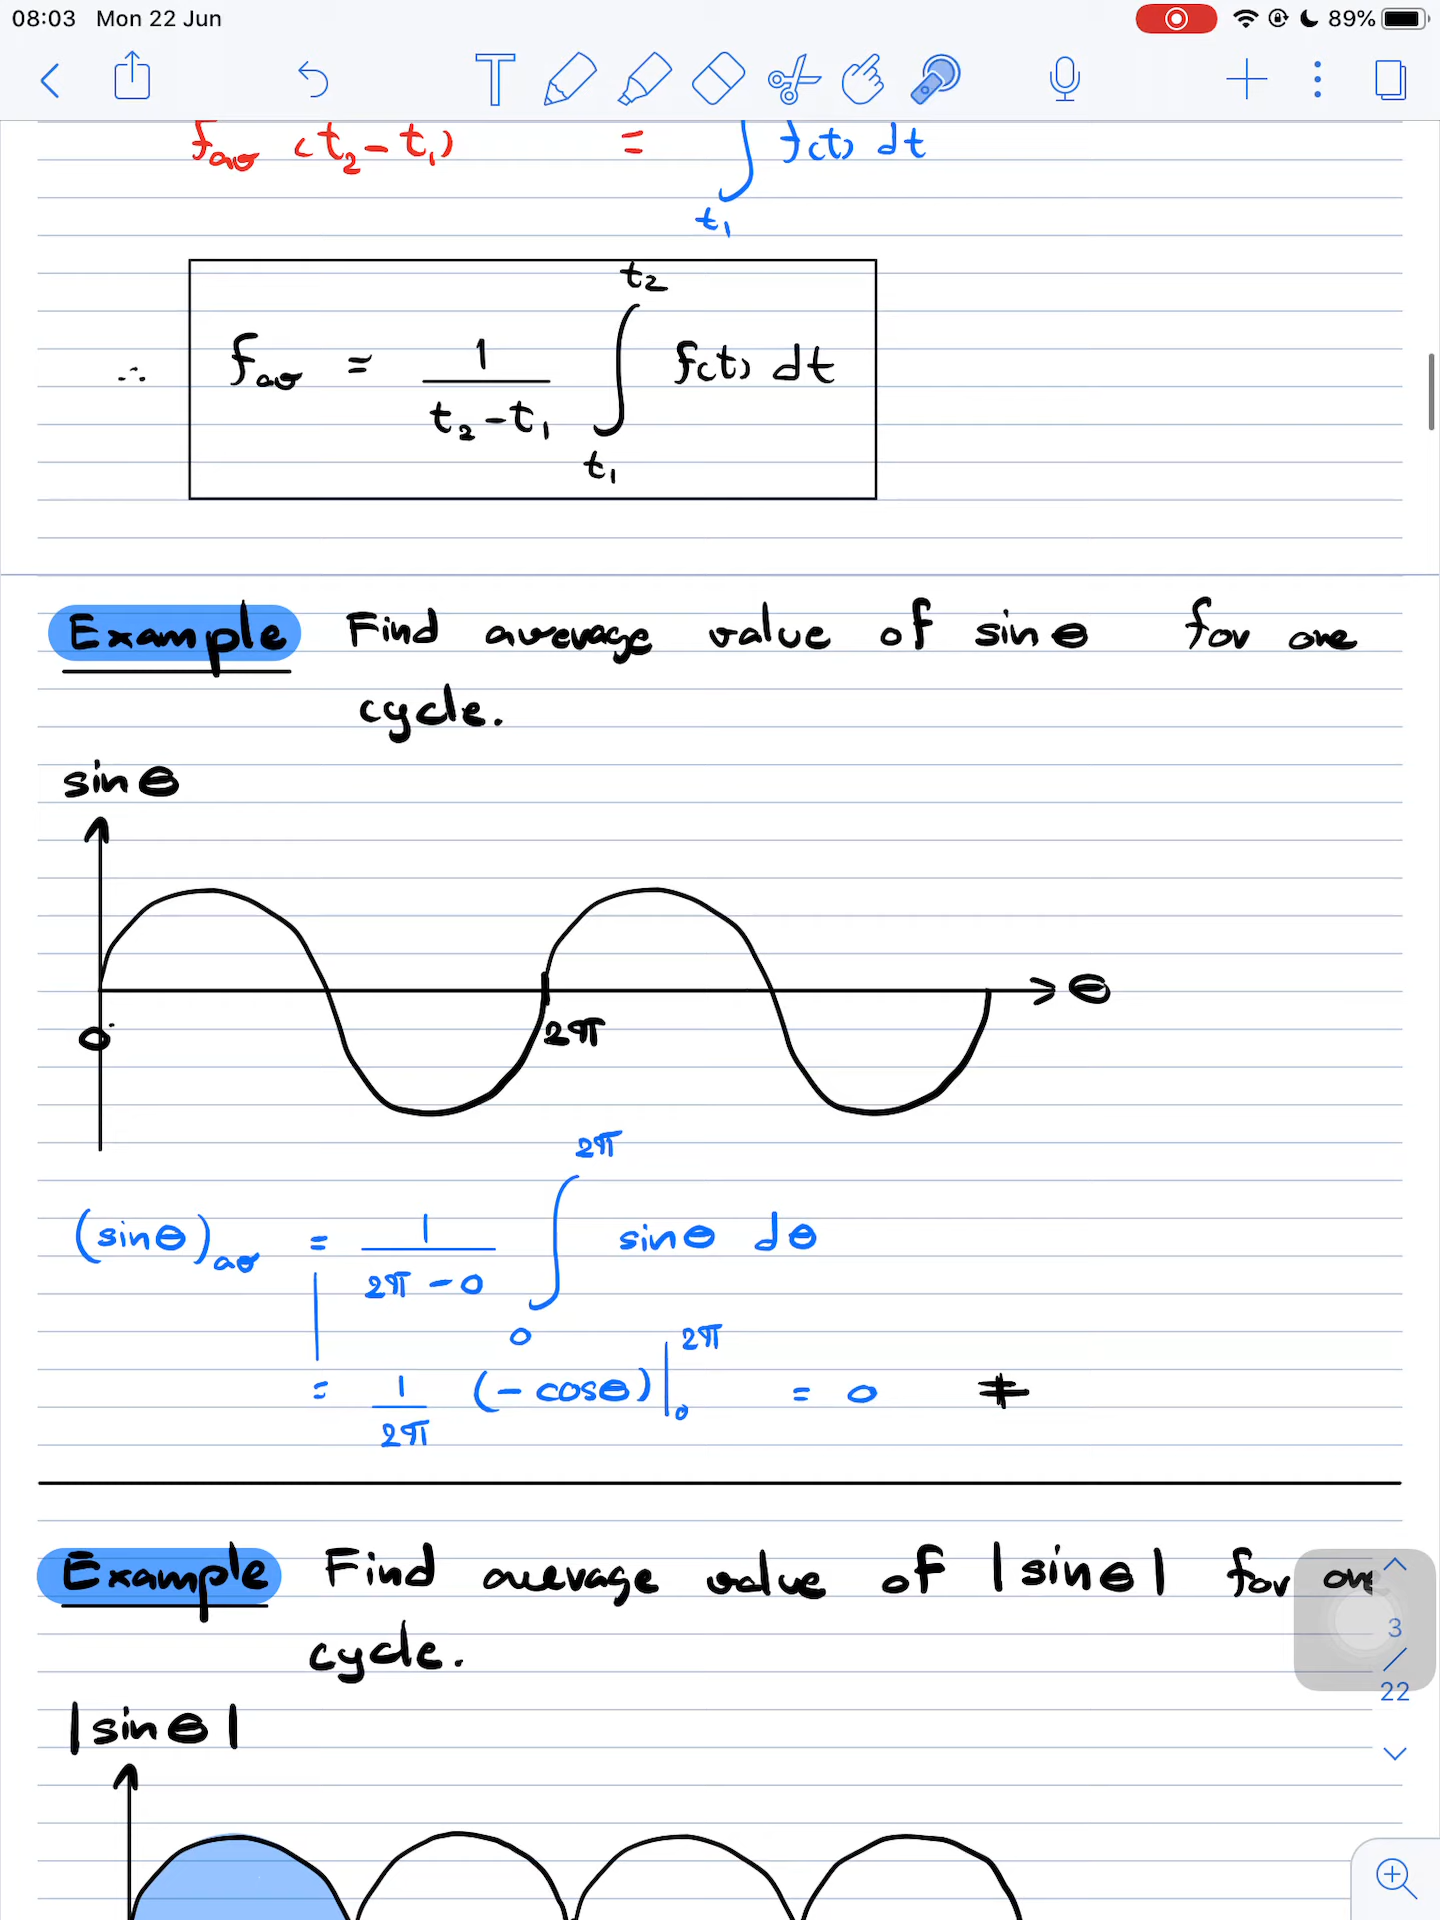 08:03 Mon 22 Jun 89%
T
f_av (t₂ - t₁) = ∫ f(t) dt
t₁
t₂
∴ f_av = 1/(t₂ - t₁) ∫ f(t) dt
t₁
Example Find average value of sin θ for one
cycle.
sin θ
θ
0 2π
2π
(sin θ)_av = 1/(2π - 0) ∫ sin θ dθ
0
2π
= 1/2π (- cos θ)| = 0 #
0
Example Find average value of |sin θ| for one
cycle.
3
/
22
|sin θ|